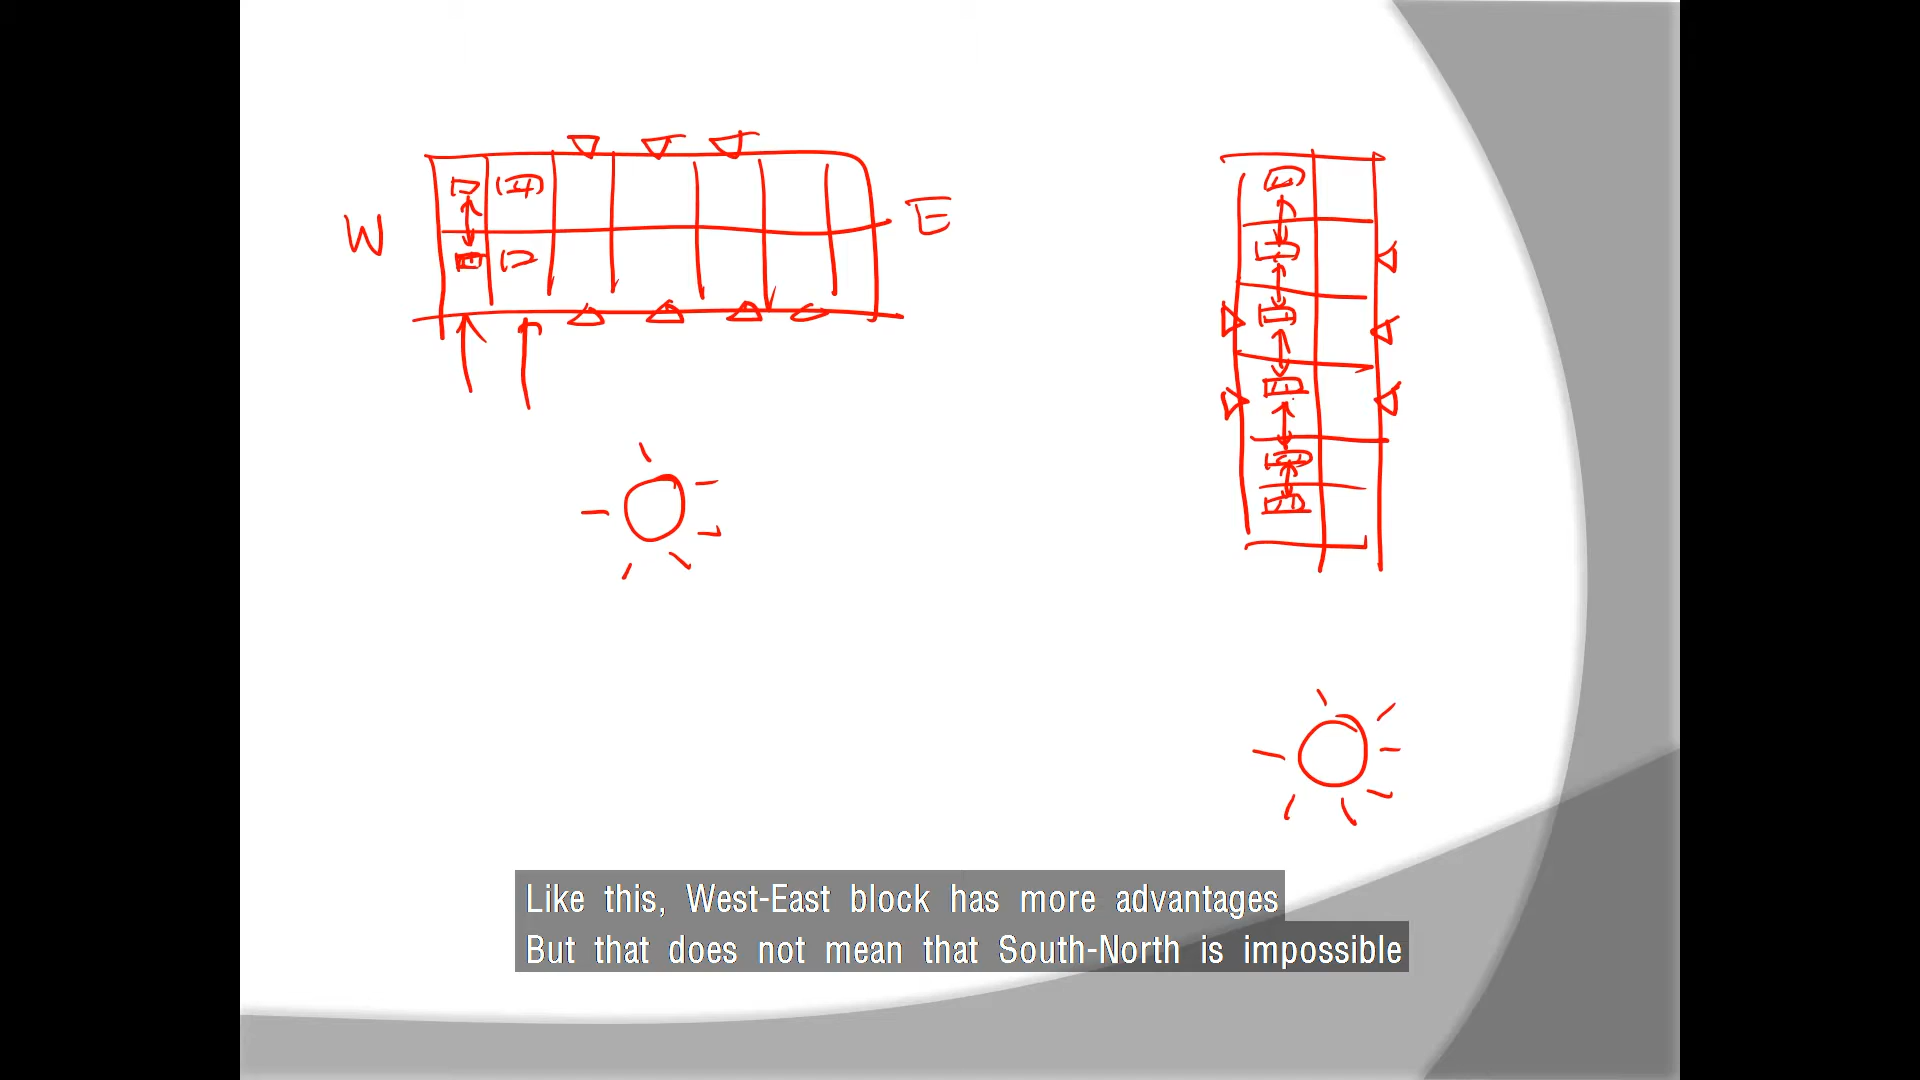 W
E
Like this, West-East block has more advantages
But that does not mean that South-North is impossible